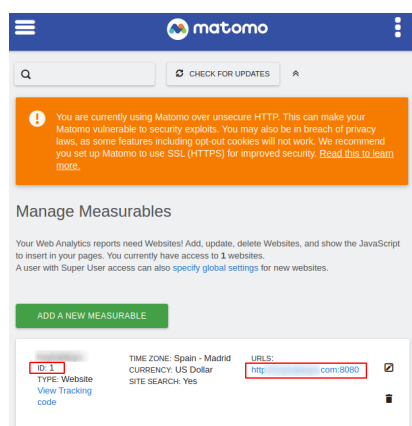 matomo
CHECK FOR UPDATES
You are currently using Matomo over unsecure HTTP. This can make your
Matomo vulnerable to security exploits. You may also be in breach of privacy
laws, as some features including opt-out cookies will not work. We recommend
you set up Matomo to use SSL (HTTPS) for improved security. Read this to learn
more.
Manage Measurables
Your Web Analytics reports need Websites! Add, update, delete Websites, and show the JavaScript
to insert in your pages. You currently have access to 1 websites.
A user with Super User access can also specify global settings for new websites.
ADD A NEW MEASURABLE
ID: 1
TYPE: Website
View Tracking
code
TIME ZONE: Spain - Madrid
CURRENCY: US Dollar
SITE SEARCH: Yes
URLS:
http com:8080